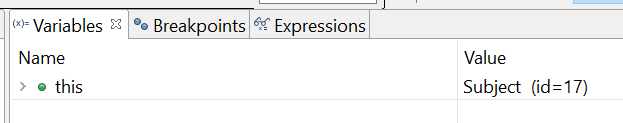 (x)= Variables Breakpoints Expressions
Name Value
this Subject (id=17)